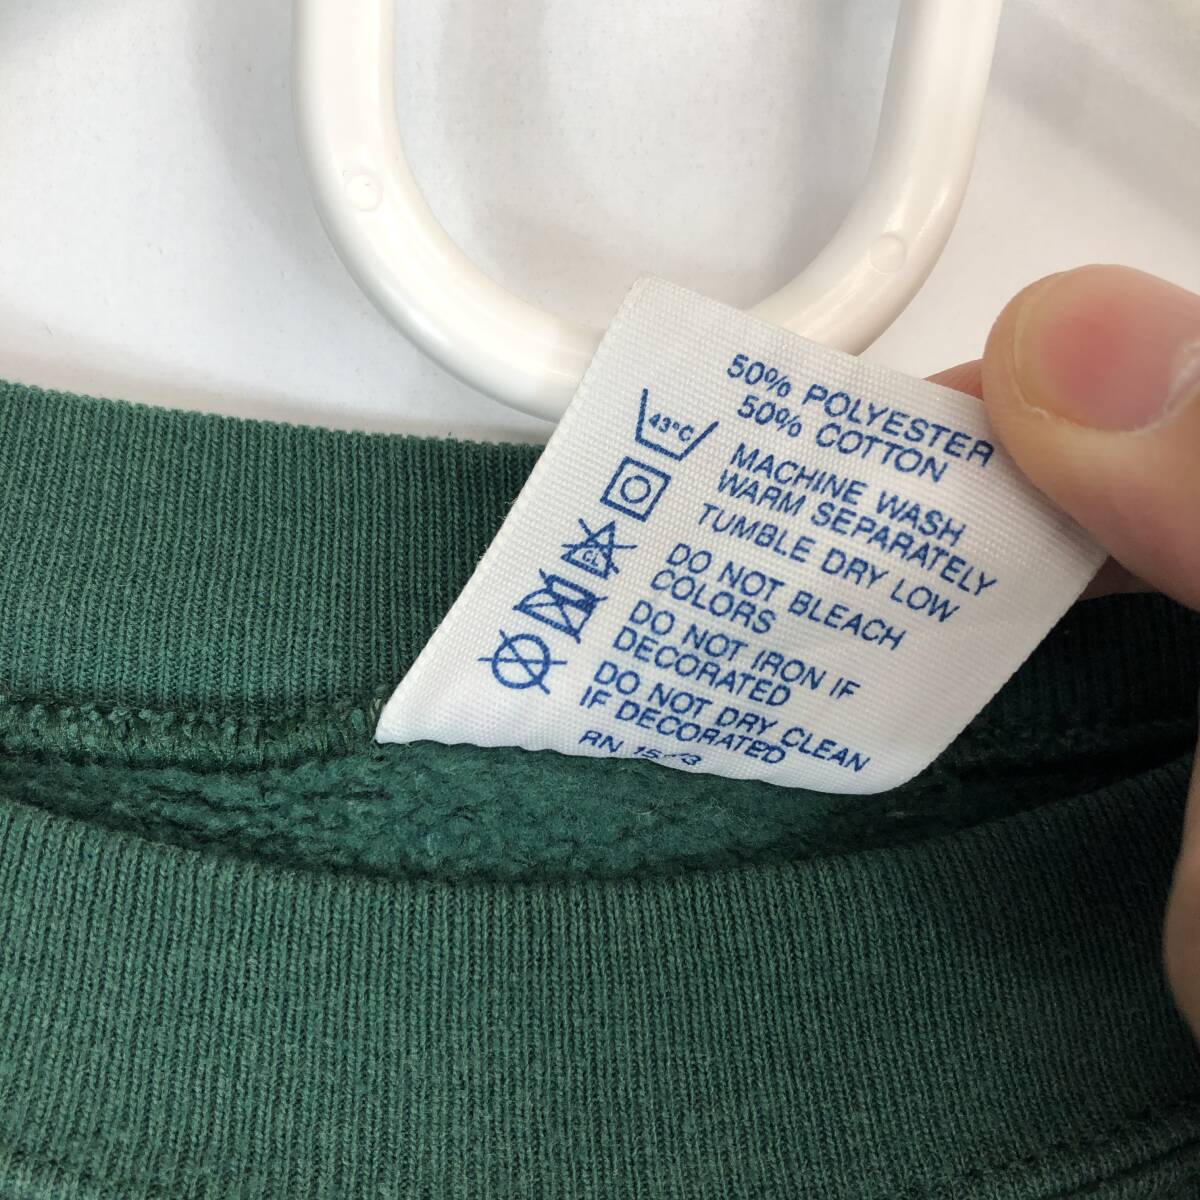 50% POLYESTER
50% COTTON
43°C
MACHINE WASH
WARM SEPARATELY
TUMBLE DRY LOW
CL
DO NOT BLEACH
COLORS
DO NOT IRON IF
DECORATED
DO NOT DRY CLEAN
IF DECORATED
RN